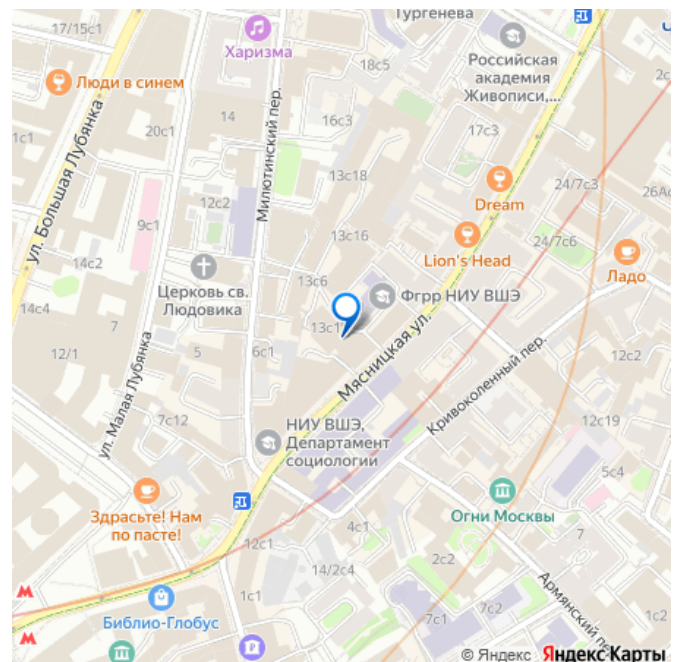 17/15с1
Тургенева
Харизма
Российская
академия
Живописи,...
Люди в синем
18с5
2с
1с1
20с1
14
16с3
17с3
ул. Большая Лубянка
Милютинский пер.
13с18
Dream
24/7с3
26Ас
12с2
9с1
13с16
Lion's Head
24/7с6
Ладо
14с2
Церковь св.
Людовика
13с6
Фгрр НИУ ВШЭ
14с4
7
13с1
Мясницкая ул.
12/1
5
6с1
Кривоколенный пер.
12с2
ул. Малая Лубянка
7с12
НИУ ВШЭ,
Департамент
социологии
12с19
5с4
Здрасьте! Нам
по пасте!
Огни Москвы
4с1
7
12с1
14/2с4
2с2
Армянский пер.
1с1
7с1
7с2
1с2
Библио-Глобус
© Яндекс Яндекс Карты